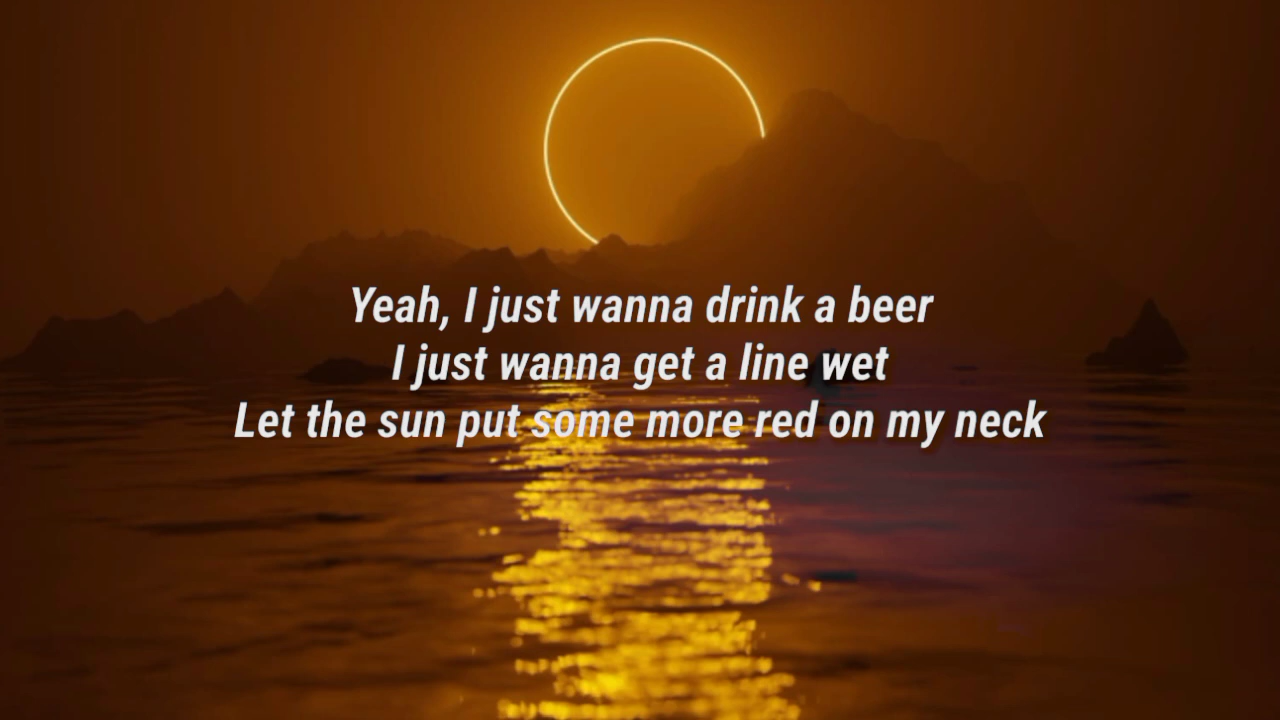 Yeah, I just wanna drink a beer
I just wanna get a line wet
Let the sun put some more red on my neck